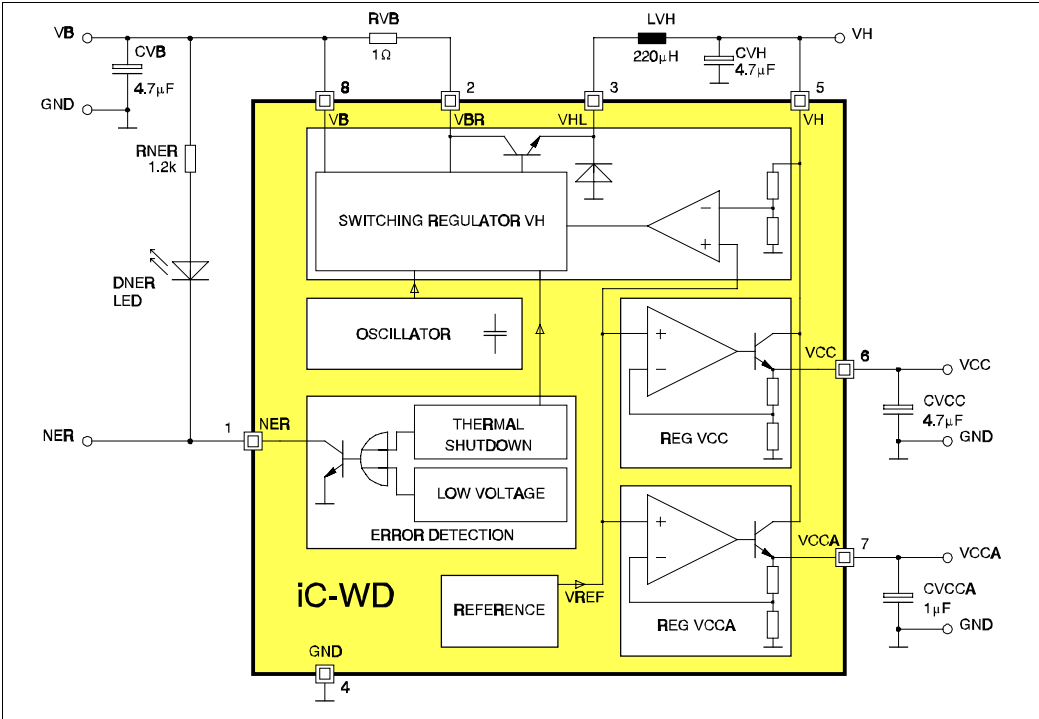 VB
RVB
1Ω
LVH
220µH
VH
CVB
4.7µF
CVH
4.7µF
GND
8
2
3
5
VB
VBR
VHL
VH
RNER
1.2k
SWITCHING REGULATOR VH
−
+
DNER
LED
OSCILLATOR
+
−
REG VCC
VCC
6
VCC
CVCC
4.7µF
GND
NER
1
NER
THERMAL
SHUTDOWN
LOW VOLTAGE
ERROR DETECTION
+
−
REG VCCA
VCCA
7
VCCA
CVCCA
1µF
GND
iC-WD
REFERENCE
VREF
GND
4